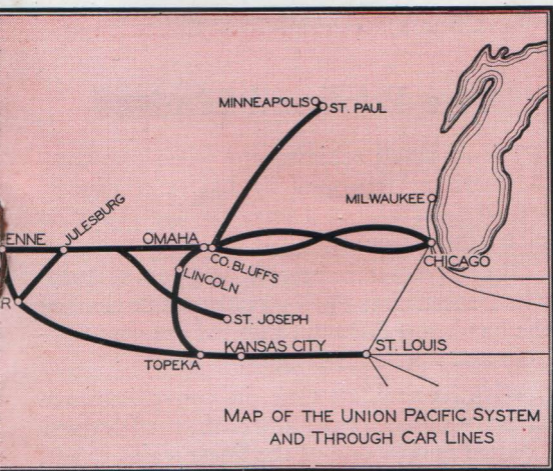 MINNEAPOLIS
ST. PAUL
MILWAUKEE
JULESBURG
ENNE
OMAHA
CO. BLUFFS
CHICAGO
LINCOLN
R
ST. JOSEPH
KANSAS CITY
ST. LOUIS
TOPEKA
MAP OF THE UNION PACIFIC SYSTEM
AND THROUGH CAR LINES